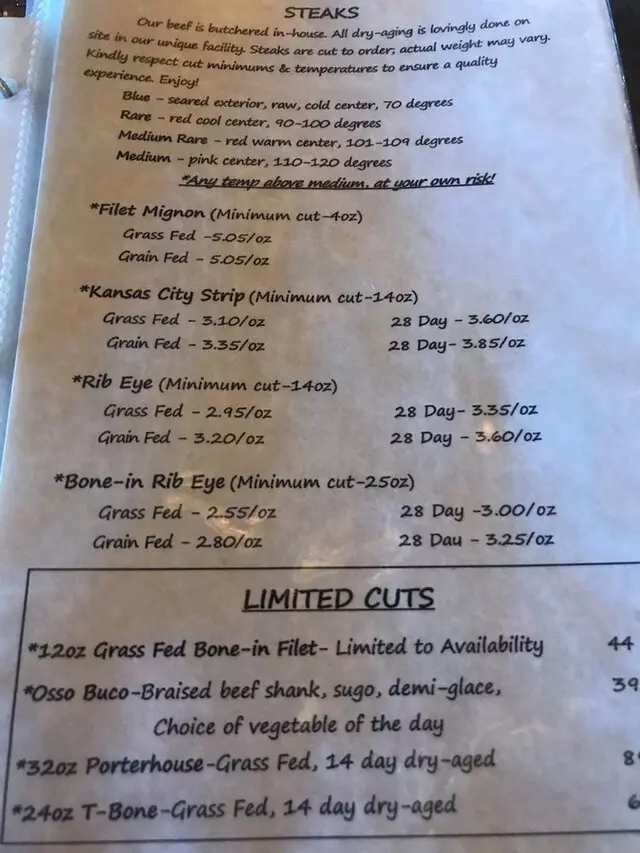 STEAKS
Our beef is butchered in-house. All dry-aging is lovingly done on
site in our unique facility. Steaks are cut to order, actual weight may vary.
Kindly respect cut minimums & temperatures to ensure a quality
experience. Enjoy!
Blue - seared exterior, raw, cold center, 70 degrees
Rare - red cool center, 90-100 degrees
Medium Rare - red warm center, 101-109 degrees
Medium - pink center, 110-120 degrees
*Any temp above medium, at your own risk!
*Filet Mignon (Minimum cut-4oz)
Grass Fed -5.05/oz
Grain Fed - 5.05/oz
*Kansas City Strip (Minimum cut-14oz)
Grass Fed - 3.10/oz 28 Day - 3.60/oz
Grain Fed - 3.35/oz 28 Day- 3.85/oz
*Rib Eye (Minimum cut-14oz)
Grass Fed - 2.95/oz 28 Day- 3.35/oz
Grain Fed - 3.20/oz 28 Day - 3.60/oz
*Bone-in Rib Eye (Minimum cut-25oz)
Grass Fed - 2.55/oz 28 Day -3.00/oz
Grain Fed - 2.80/oz 28 Dau - 3.25/oz
LIMITED CUTS
*12oz Grass Fed Bone-in Filet- Limited to Availability 44
*Osso Buco-Braised beef shank, sugo, demi-glace, 39
Choice of vegetable of the day
*32oz Porterhouse-Grass Fed, 14 day dry-aged
*24oz T-Bone-Grass Fed, 14 day dry-aged